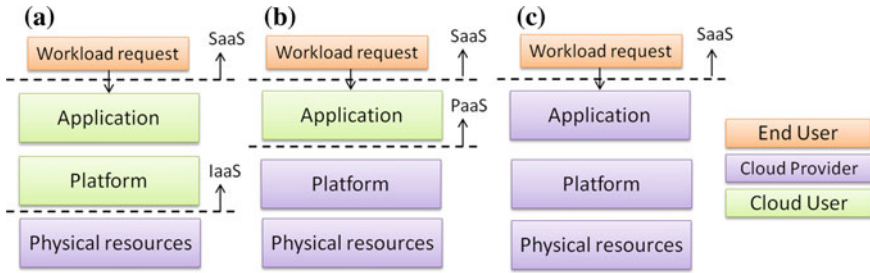 (a)
SaaS
Workload request
Application
Platform
IaaS
Physical resources
(b)
SaaS
Workload request
Application
PaaS
Platform
Physical resources
(c)
SaaS
Workload request
Application
Platform
Physical resources
End User
Cloud Provider
Cloud User